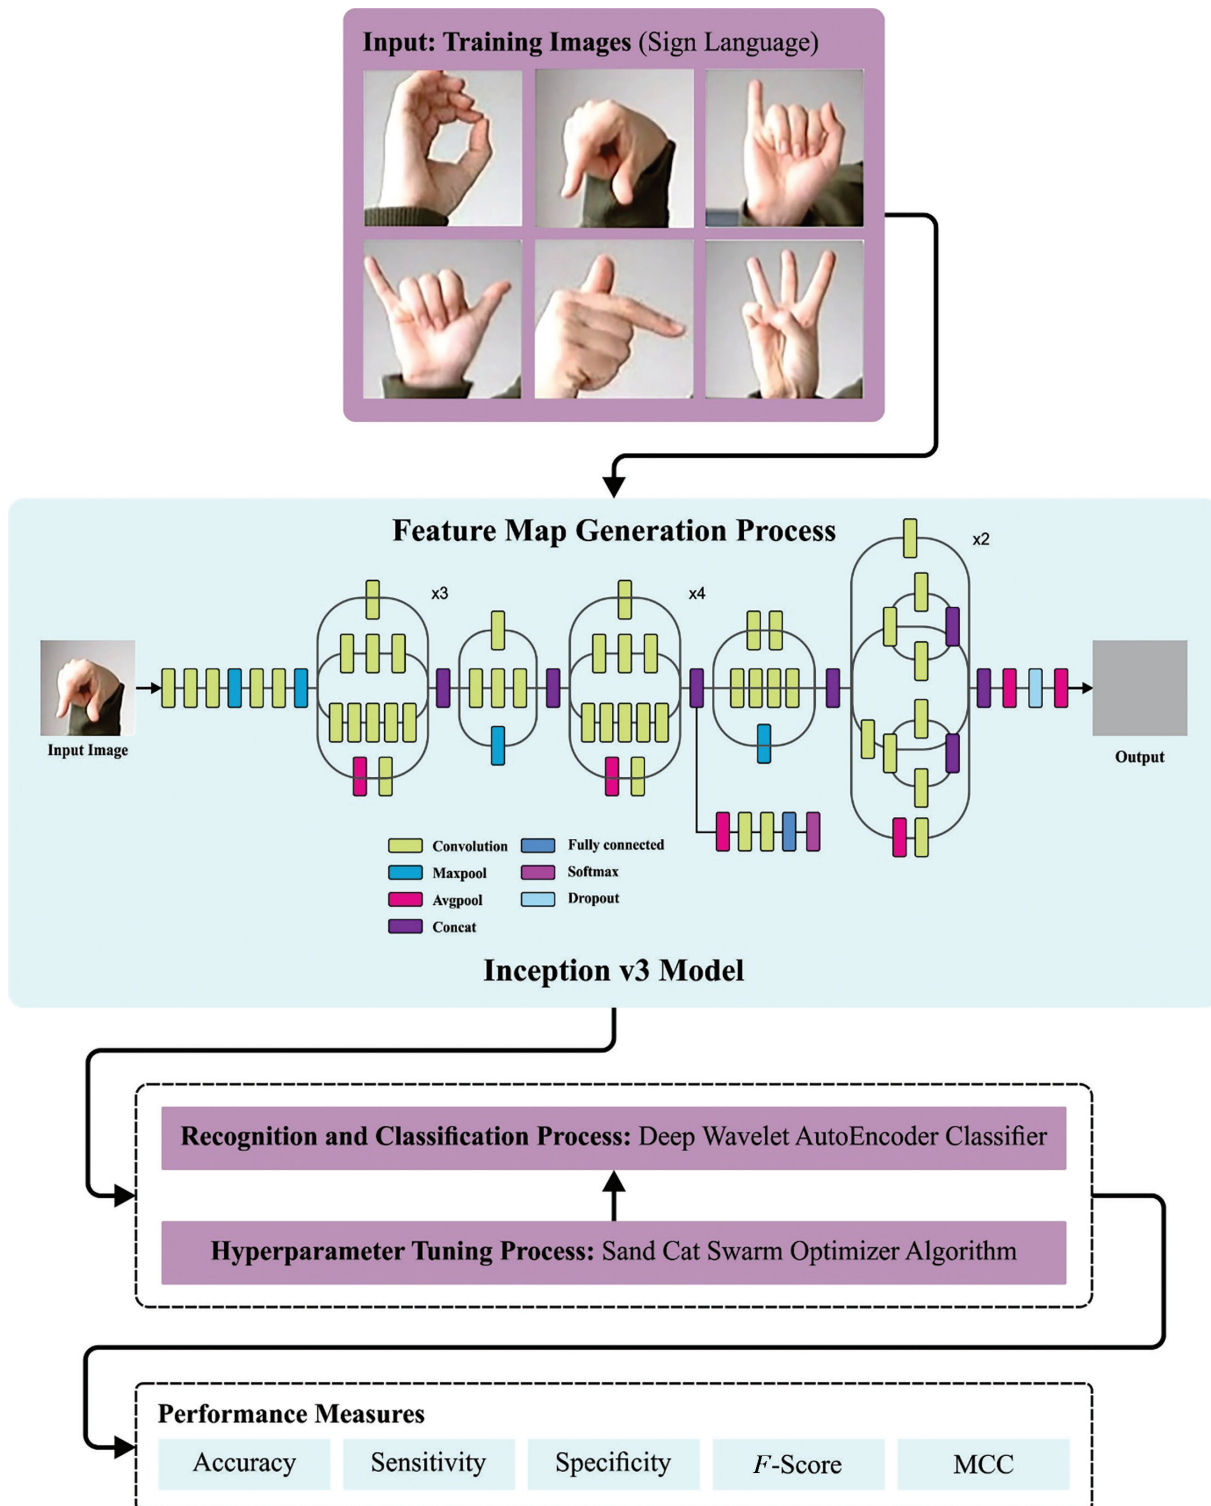 Input: Training Images (Sign Language)
Feature Map Generation Process
x3
x4
x2
Input Image
Output
Convolution
Maxpool
Avgpool
Concat
Fully connected
Softmax
Dropout
Inception v3 Model
Recognition and Classification Process: Deep Wavelet AutoEncoder Classifier
Hyperparameter Tuning Process: Sand Cat Swarm Optimizer Algorithm
Performance Measures
Accuracy
Sensitivity
Specificity
F-Score
MCC